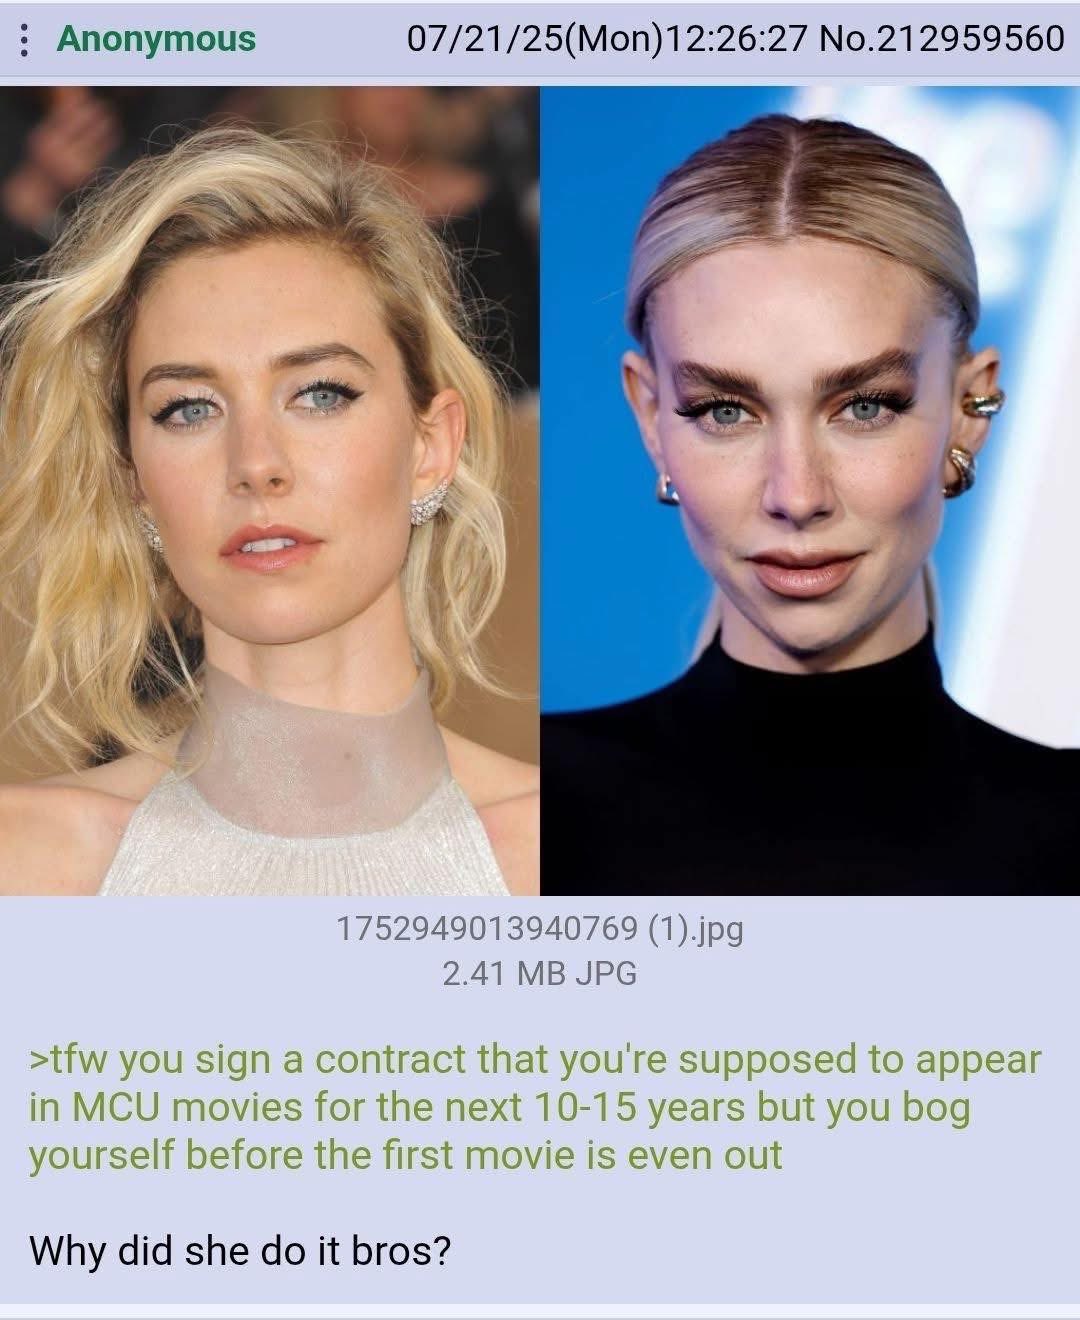 Anonymous 07/21/25(Mon)12:26:27 No.212959560
1752949013940769 (1).jpg
2.41 MB JPG
>tfw you sign a contract that you're supposed to appear
in MCU movies for the next 10-15 years but you bog
yourself before the first movie is even out
Why did she do it bros?